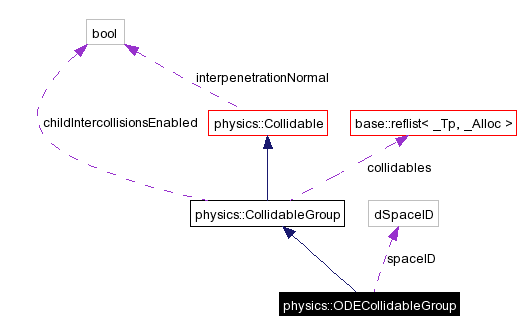 bool
interpenetrationNormal
childIntercollisionsEnabled
physics::Collidable
base::reflist< _Tp, _Alloc >
collidables
physics::CollidableGroup
dSpaceID
spaceID
physics::ODECollidableGroup